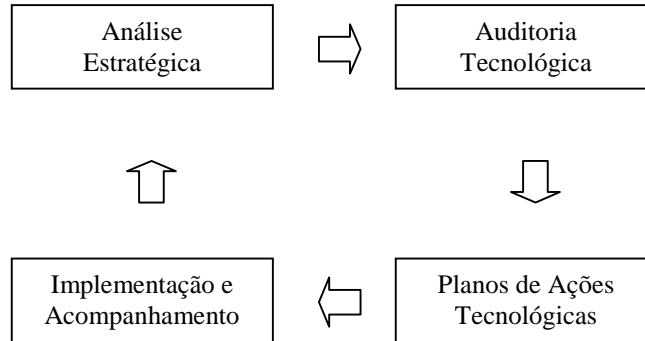 Análise
Estratégica
Auditoria
Tecnológica
Implementação e
Acompanhamento
Planos de Ações
Tecnológicas